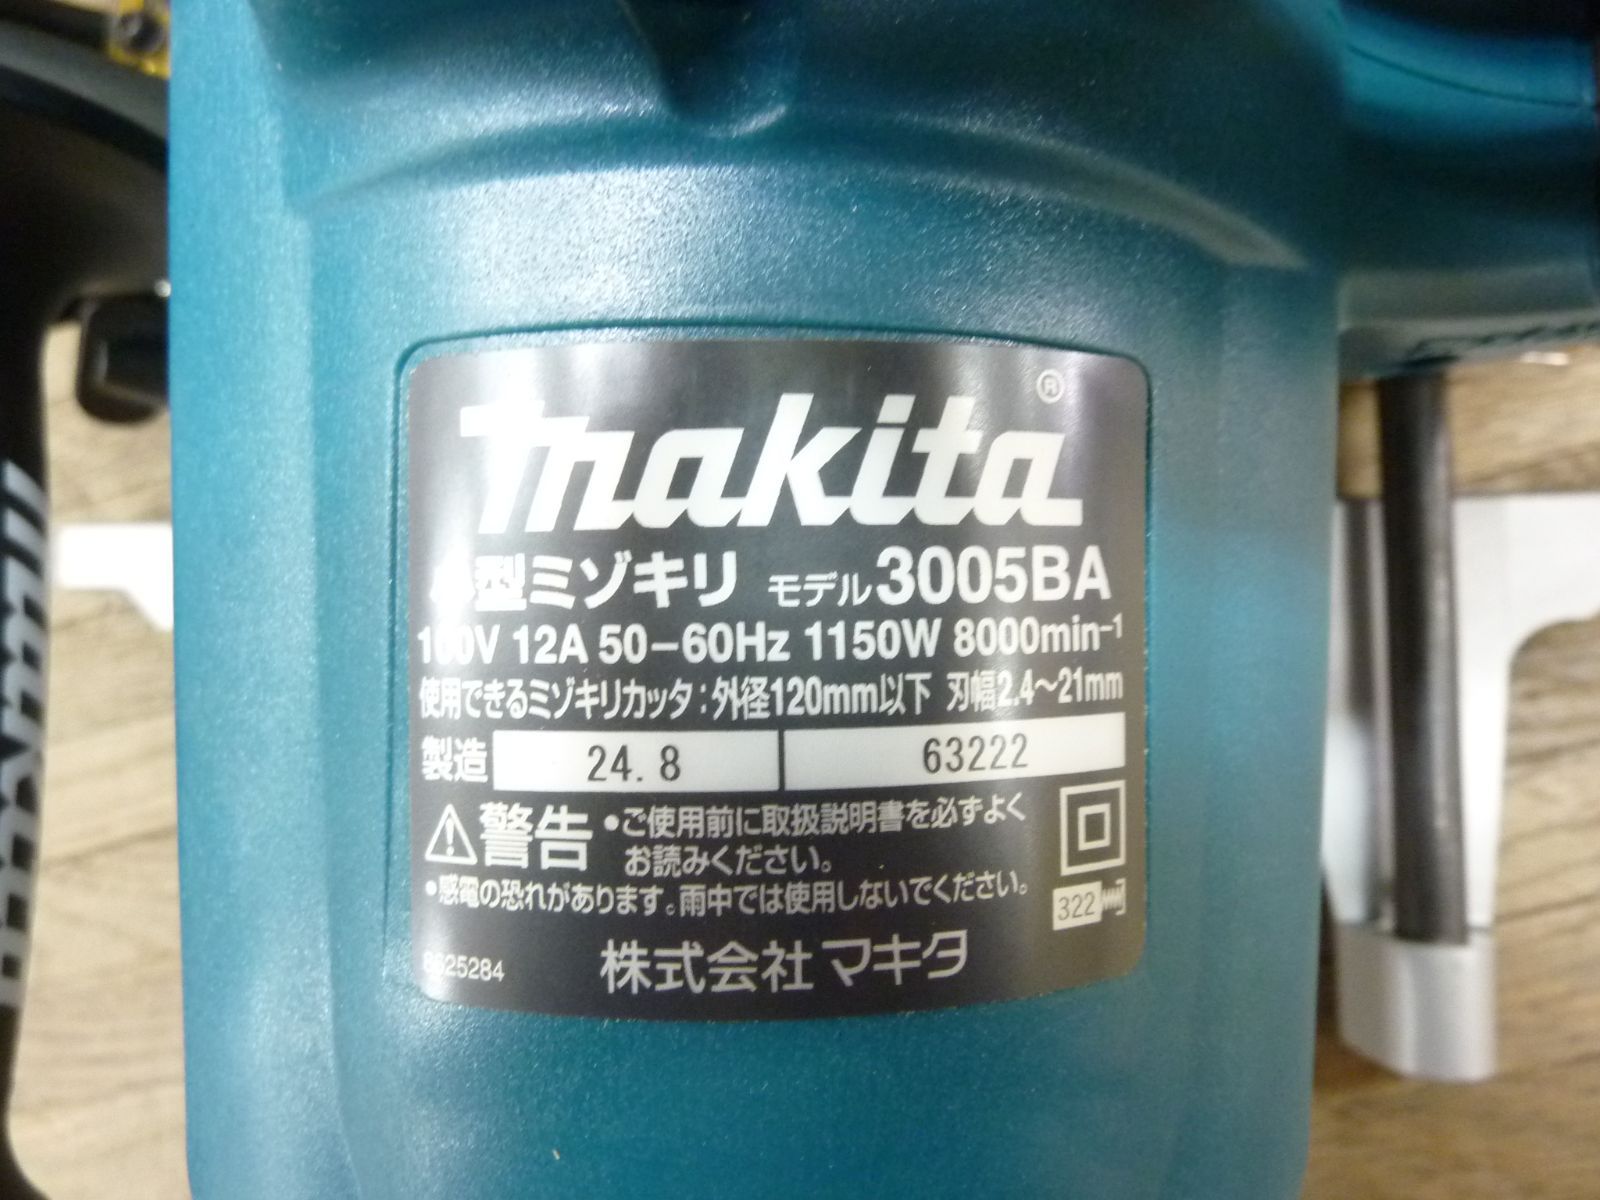 makita®
小型ミゾキリ モデル3005BA
100V 12A 50-60Hz 1150W 8000min⁻¹
使用できるミゾキリカッタ:外径120mm以下 刃幅2.4~21mm
製造 24.8 63222
警告 •ご使用前に取扱説明書を必ずよく
お読みください。
•感電の恐れがあります。雨中では使用しないでください。
322
株式会社マキタ